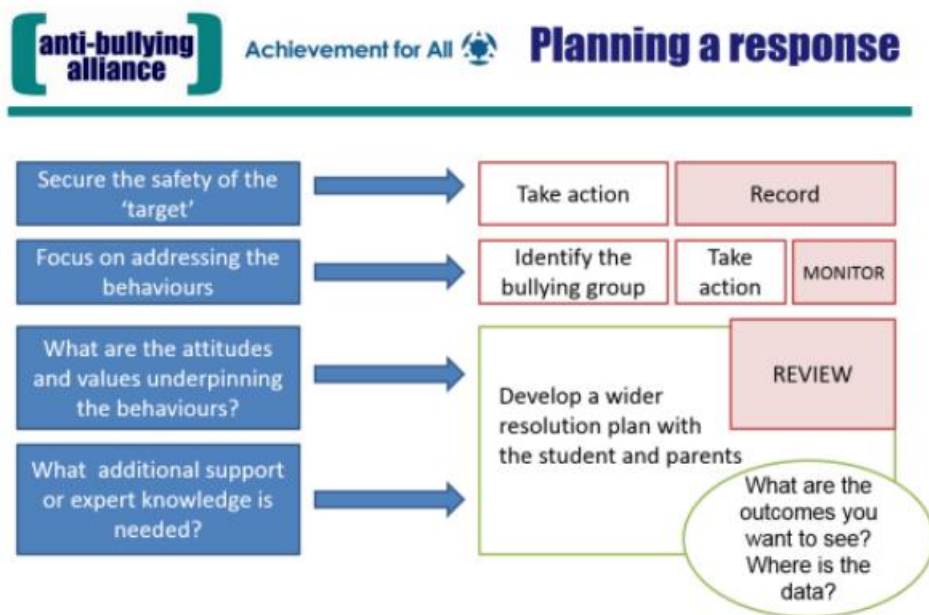 anti-bullying
alliance
Achievement for All
Planning a response
Secure the safety of the
‘target’
Take action
Record
Focus on addressing the
behaviours
Identify the
bullying group
Take
action
MONITOR
What are the attitudes
and values underpinning
the behaviours?
REVIEW
Develop a wider
resolution plan with
the student and parents
What additional support
or expert knowledge is
needed?
What are the
outcomes you
want to see?
Where is the
data?